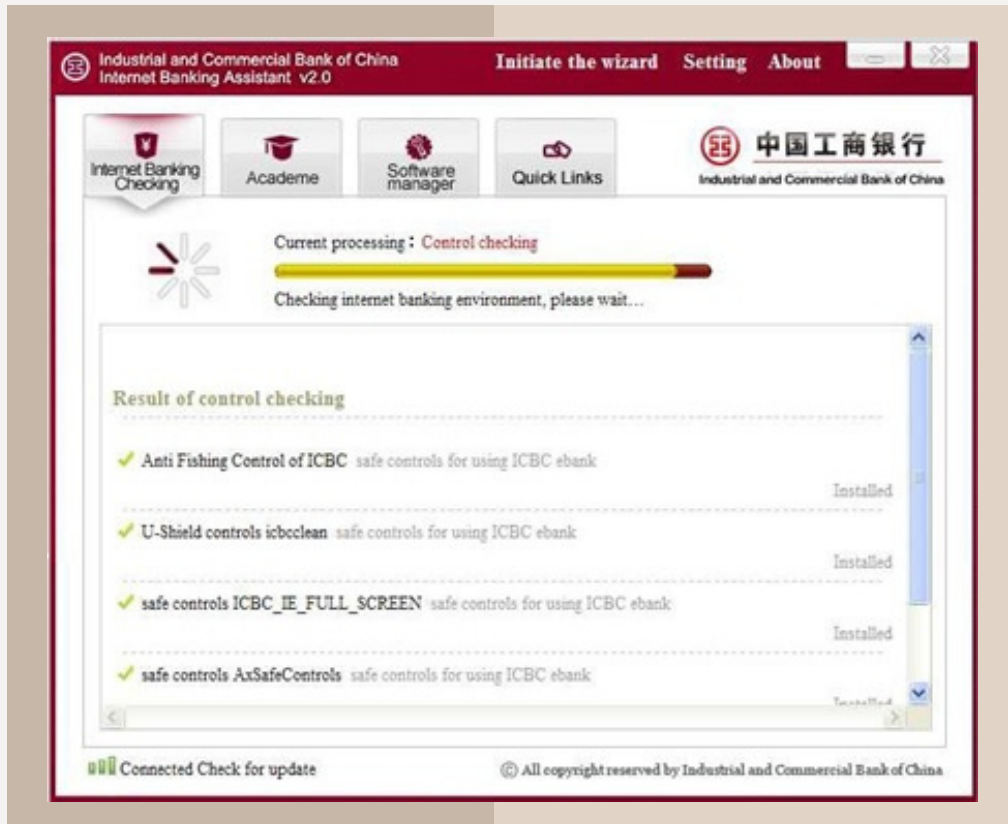 Industrial and Commercial Bank of China
Internet Banking Assistant v2.0
Initiate the wizard Setting About
Internet Banking
Checking
Academe
Software
manager
Quick Links
中国工商银行
Industrial and Commercial Bank of China
Current processing : Control checking
Checking internet banking environment, please wait...
Result of control checking
Anti Fishing Control of ICBC safe controls for using ICBC ebank
Installed
U-Shield controls icbcclean safe controls for using ICBC ebank
Installed
safe controls ICBC_IE_FULL_SCREEN safe controls for using ICBC ebank
Installed
safe controls AxSafeControls safe controls for using ICBC ebank
Installed
Connected Check for update
© All copyright reserved by Industrial and Commercial Bank of China